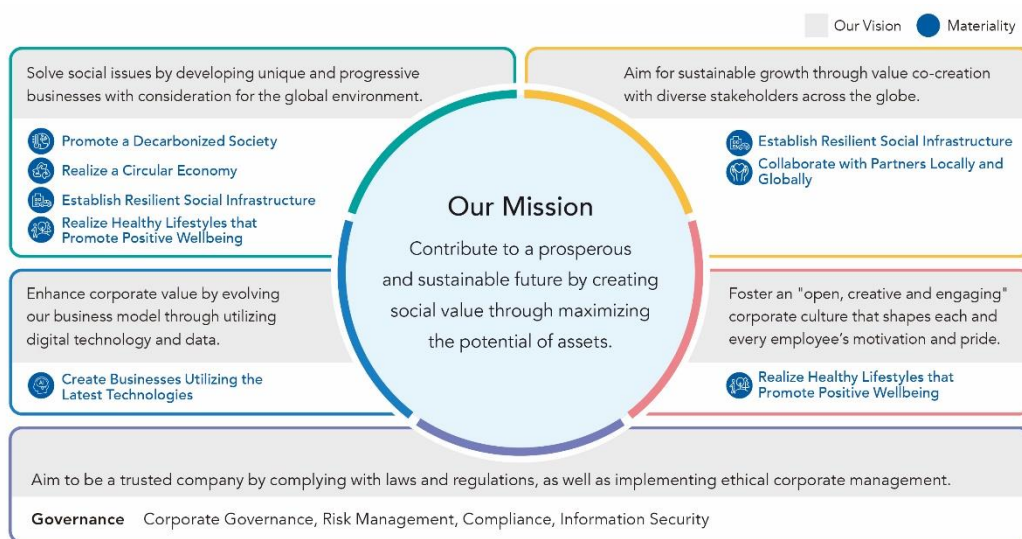 Our Vision
Materiality
Solve social issues by developing unique and progressive
businesses with consideration for the global environment.
Promote a Decarbonized Society
Realize a Circular Economy
Establish Resilient Social Infrastructure
Realize Healthy Lifestyles that
Promote Positive Wellbeing
Aim for sustainable growth through value co-creation
with diverse stakeholders across the globe.
Establish Resilient Social Infrastructure
Collaborate with Partners Locally and
Globally
Our Mission
Contribute to a prosperous
and sustainable future by creating
social value through maximizing
the potential of assets.
Enhance corporate value by evolving
our business model through utilizing
digital technology and data.
Create Businesses Utilizing the
Latest Technologies
Foster an "open, creative and engaging"
corporate culture that shapes each and
every employee's motivation and pride.
Realize Healthy Lifestyles that
Promote Positive Wellbeing
Aim to be a trusted company by complying with laws and regulations, as well as implementing ethical corporate management.
Governance Corporate Governance, Risk Management, Compliance, Information Security